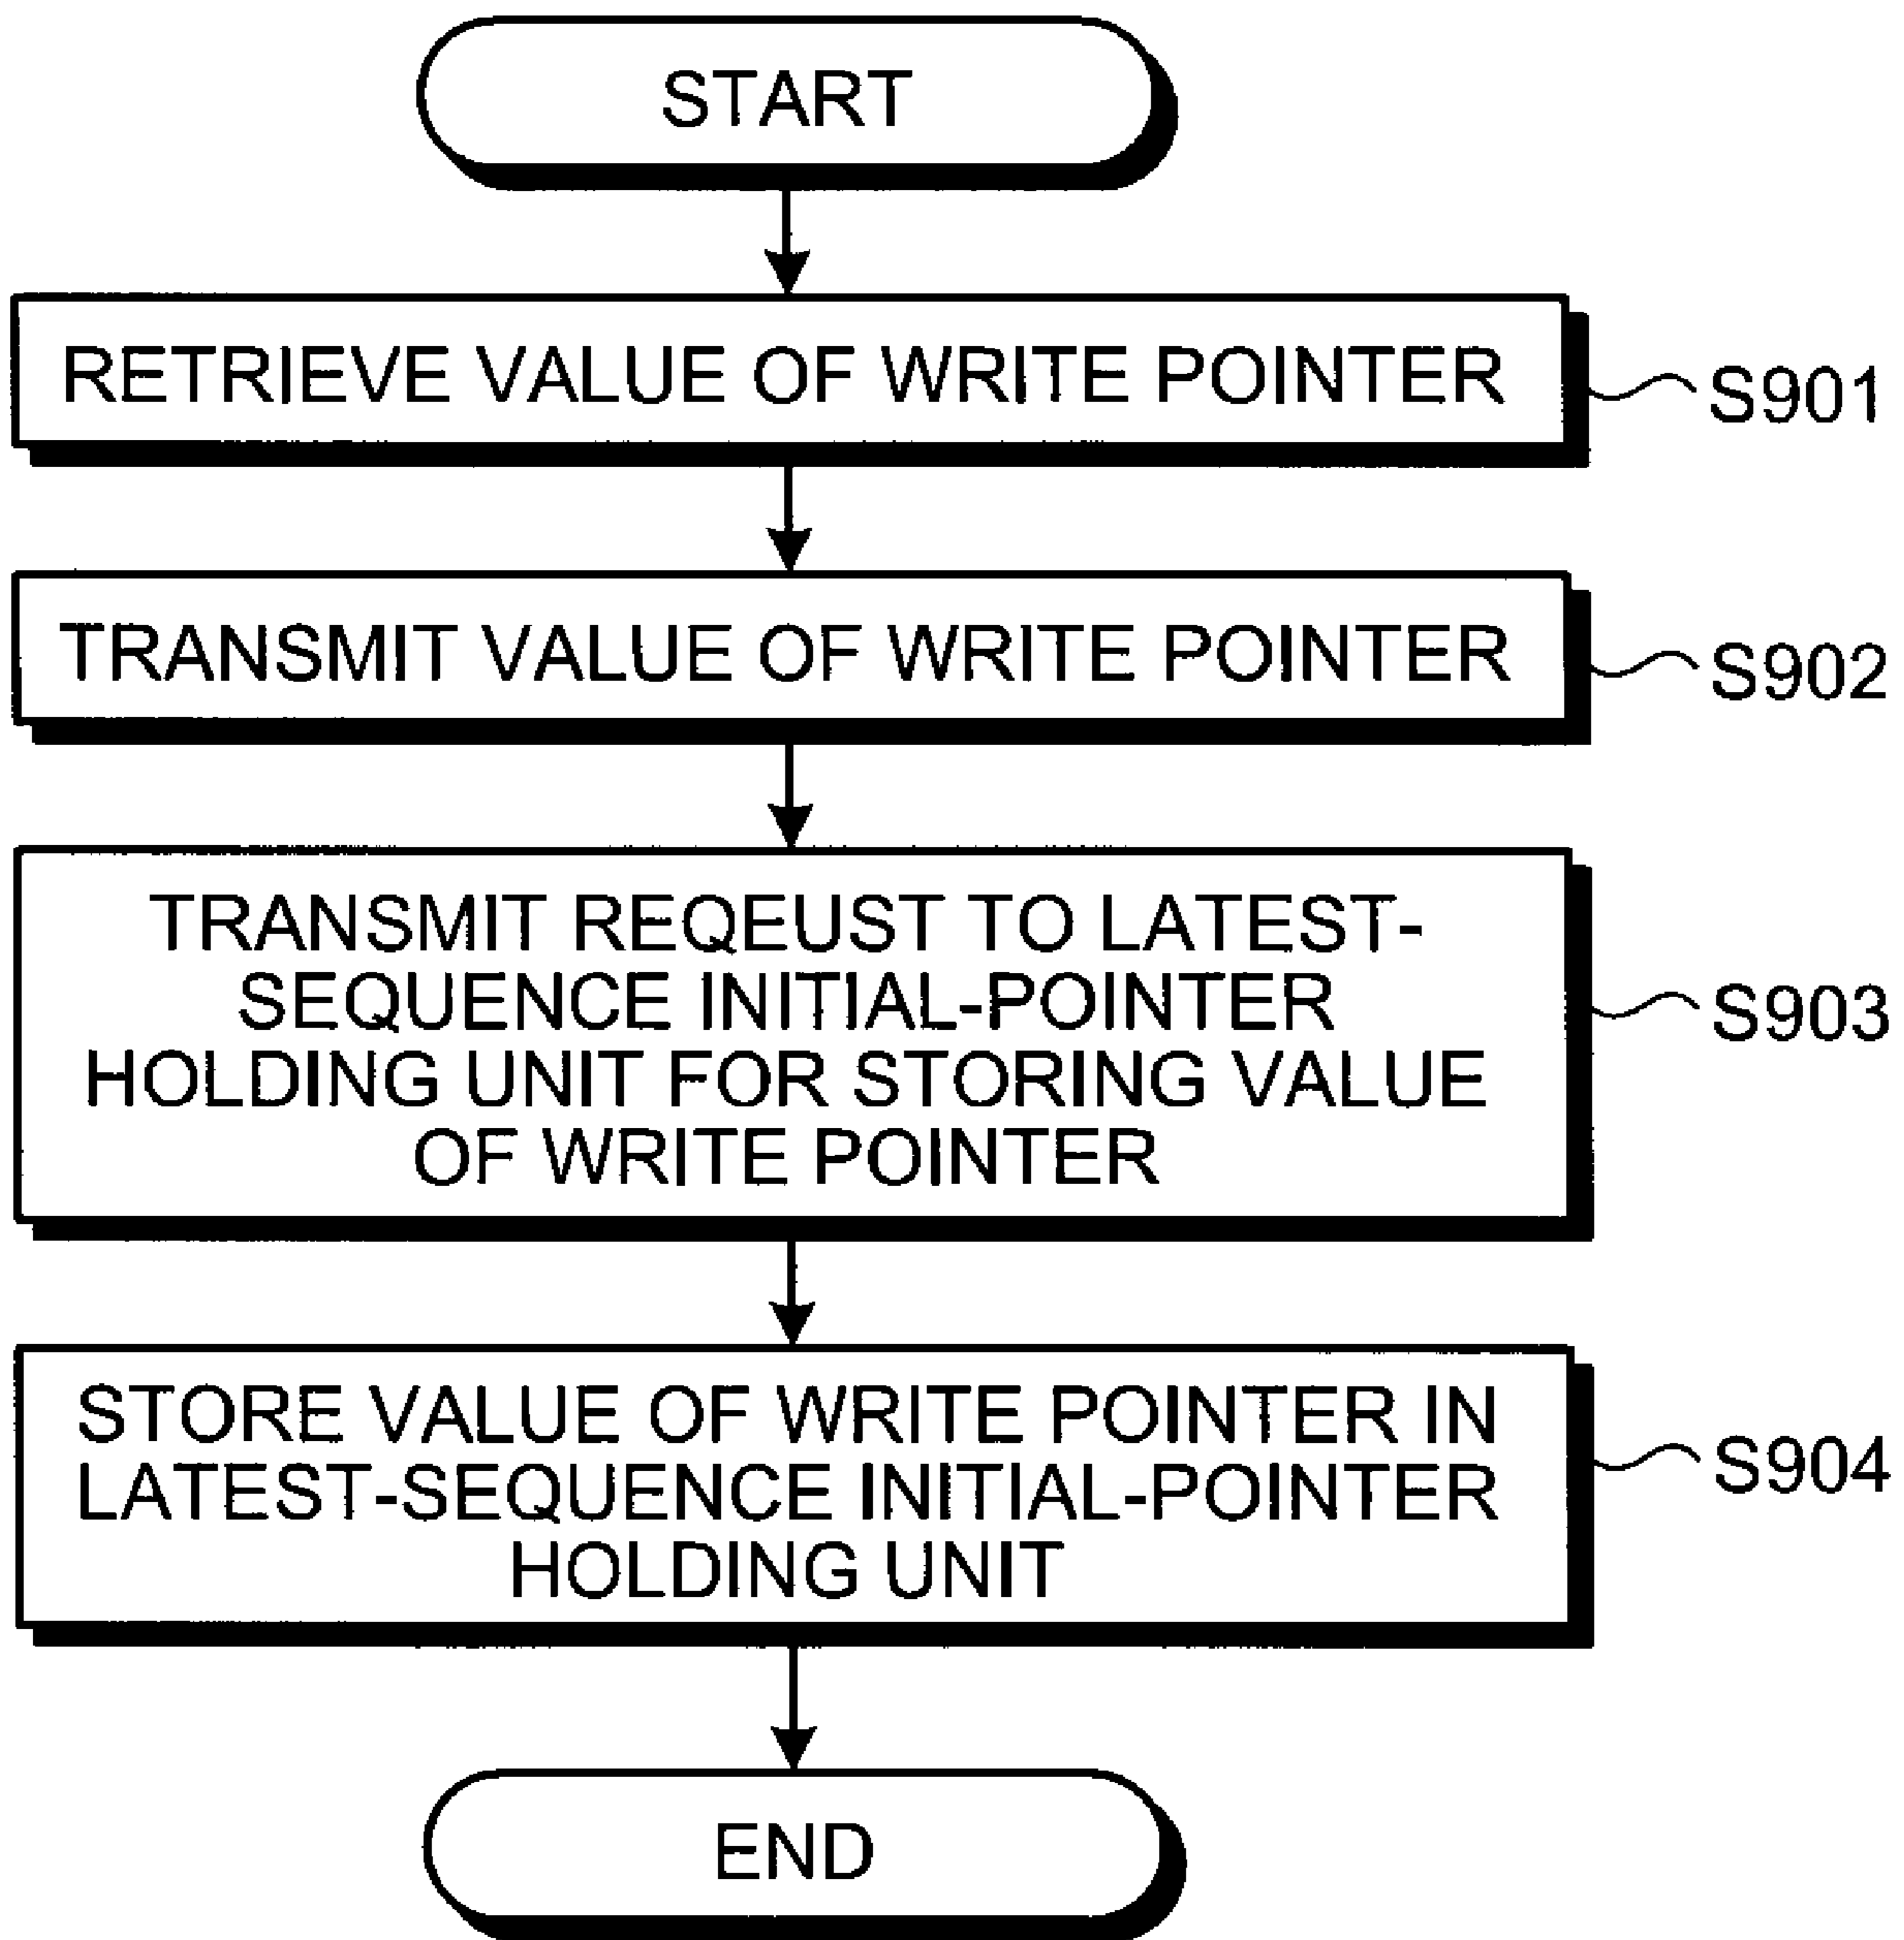 START
RETRIEVE VALUE OF WRITE POINTER
S901
TRANSMIT VALUE OF WRITE POINTER
S902
TRANSMIT REQEUST TO LATEST-
SEQUENCE INITIAL-POINTER
HOLDING UNIT FOR STORING VALUE
OF WRITE POINTER
S903
STORE VALUE OF WRITE POINTER IN
LATEST-SEQUENCE INITIAL-POINTER
HOLDING UNIT
S904
END